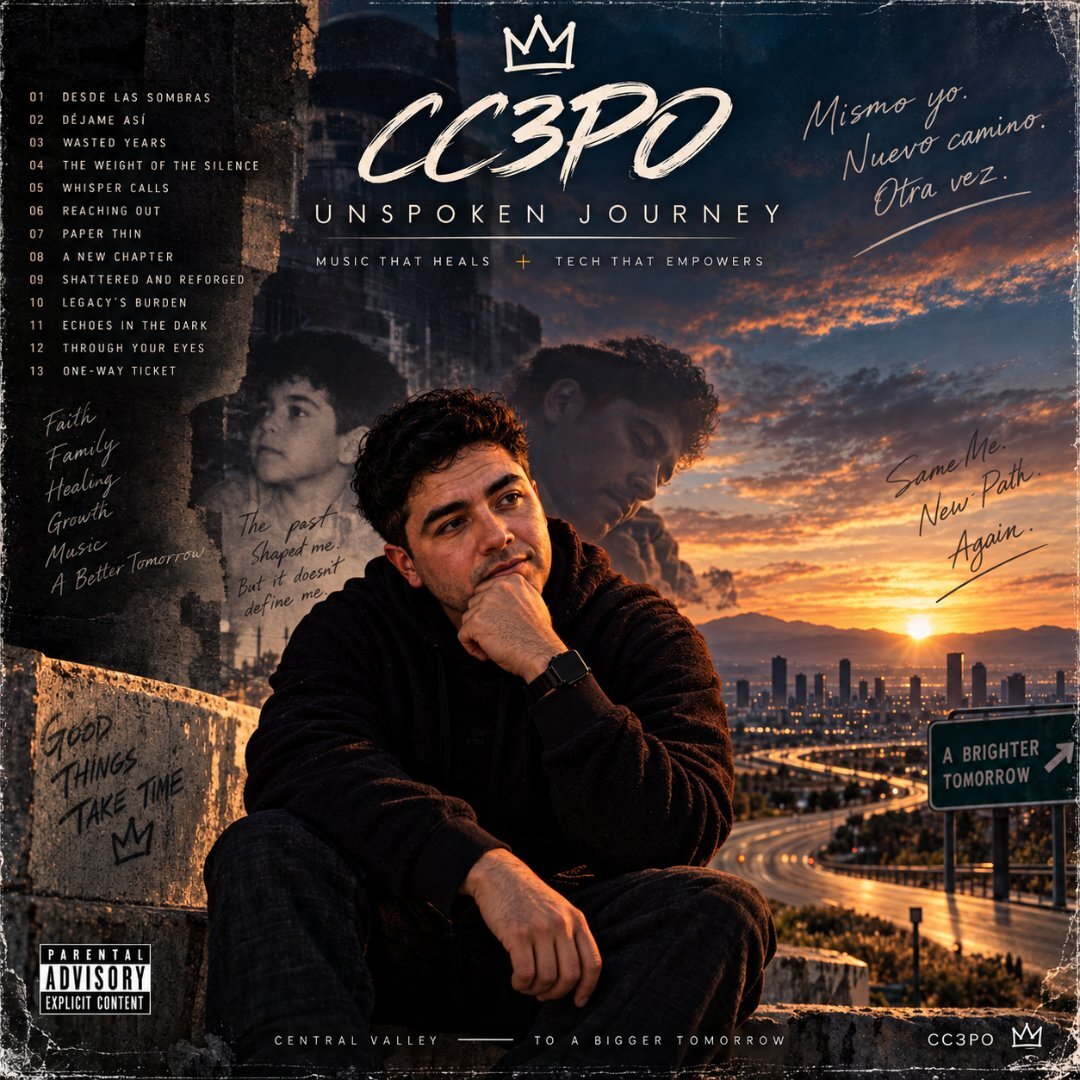 CC3PO
UNSPOKEN JOURNEY
MUSIC THAT HEALS + TECH THAT EMPOWERS
01 DESDE LAS SOMBRAS
02 DÉJAME ASÍ
03 WASTED YEARS
04 THE WEIGHT OF THE SILENCE
05 WHISPER CALLS
06 REACHING OUT
07 PAPER THIN
08 A NEW CHAPTER
09 SHATTERED AND REFORGED
10 LEGACY'S BURDEN
11 ECHOES IN THE DARK
12 THROUGH YOUR EYES
13 ONE-WAY TICKET
Mismo yo.
Nuevo camino.
Otra vez.
Faith
Family
Healing
Growth
Music
A Better Tomorrow
The past
Shaped me.
But it doesn't
define me.
Same Me.
New Path.
Again.
GOOD
THINGS
TAKE TIME
A BRIGHTER
TOMORROW
PARENTAL
ADVISORY
EXPLICIT CONTENT
CENTRAL VALLEY — TO A BIGGER TOMORROW
CC3PO